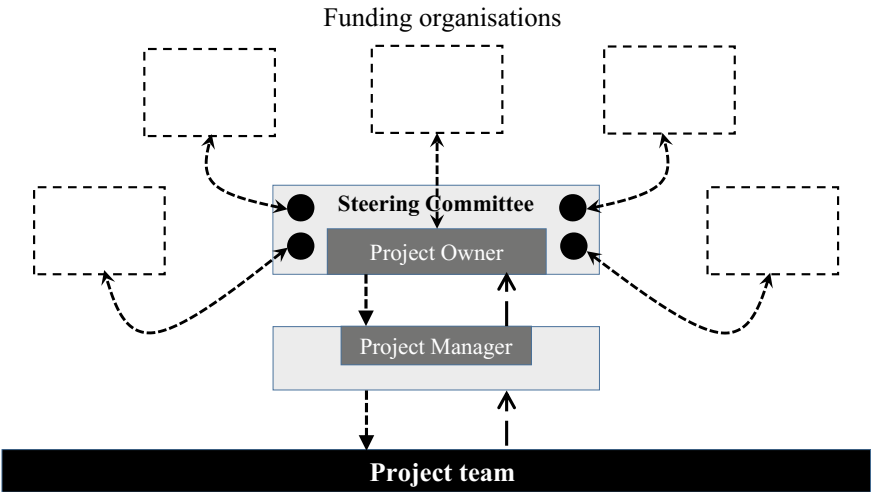 Funding organisations
Steering Committee
Project Owner
Project Manager
Project team